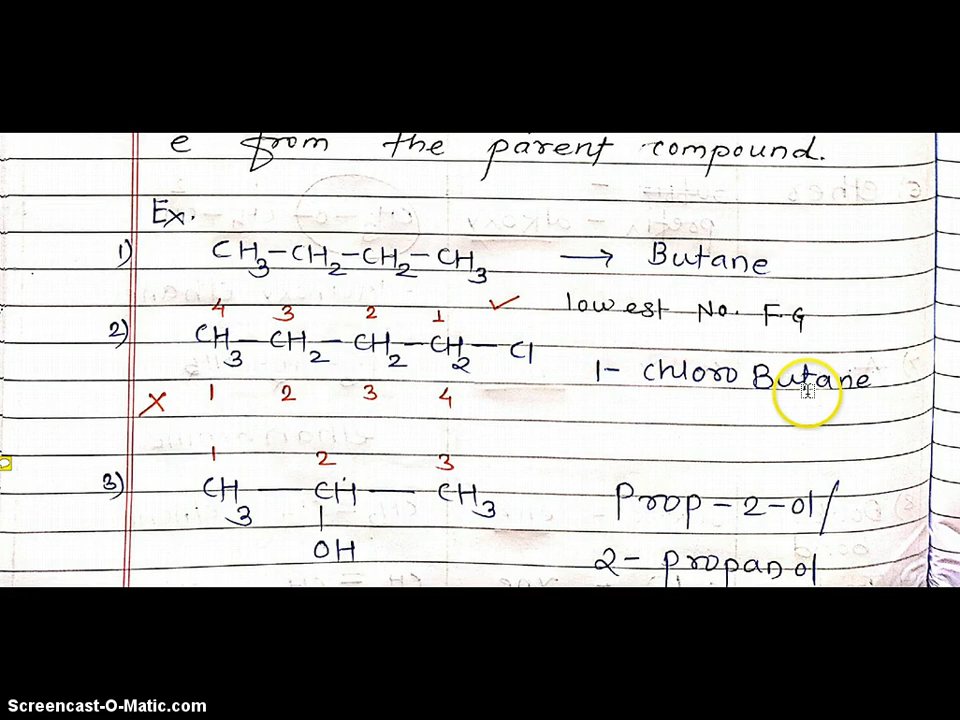 e from the parent compound.
Ex.
1) CH3-CH2-CH2-CH3 → Butane
lowest No. F.G
4 3 2 1 ✓
2) CH3-CH2-CH2-CH2-Cl 1- chloro Butane
X 1 2 3 4
1 2 3
3) CH3-CH-CH3 Prop-2-ol/
OH 2-propanol
Screencast-O-Matic.com